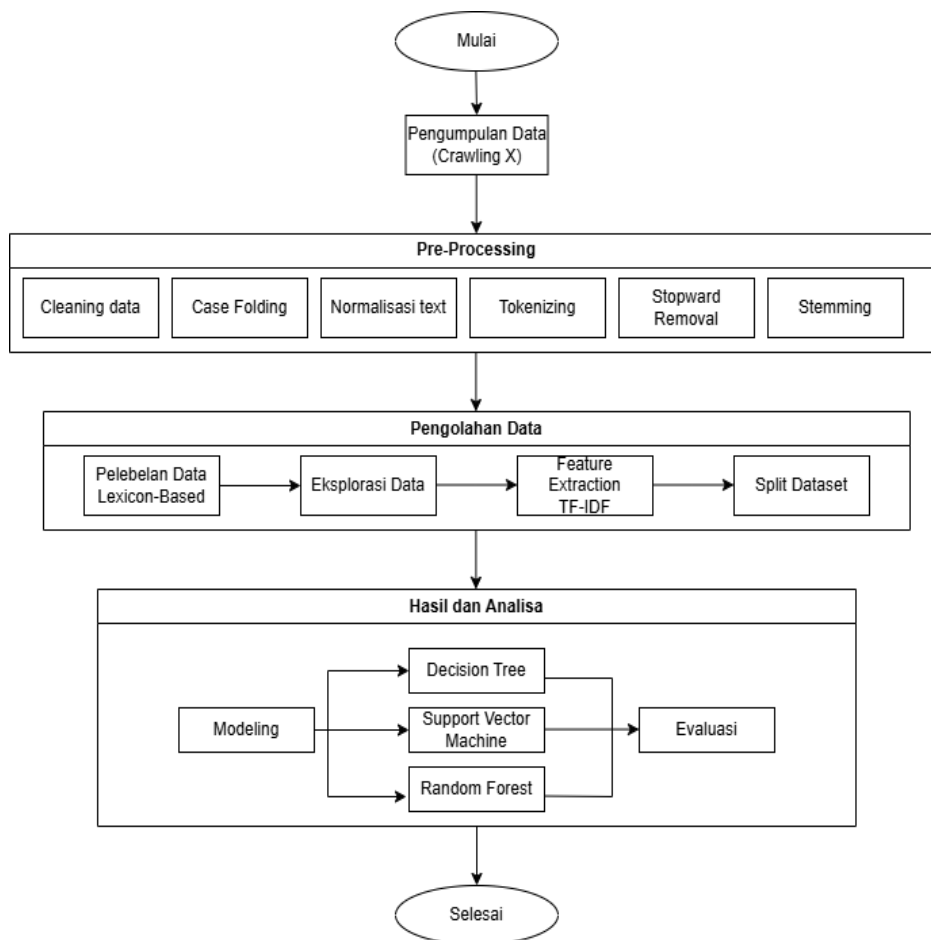 Mulai
Pengumpulan Data
(Crawling X)
Pre-Processing
Cleaning data
Case Folding
Normalisasi text
Tokenizing
Stopward
Removal
Stemming
Pengolahan Data
Pelebelan Data
Lexicon-Based
Eksplorasi Data
Feature
Extraction
TF-IDF
Split Dataset
Hasil dan Analisa
Modeling
Decision Tree
Support Vector
Machine
Random Forest
Evaluasi
Selesai